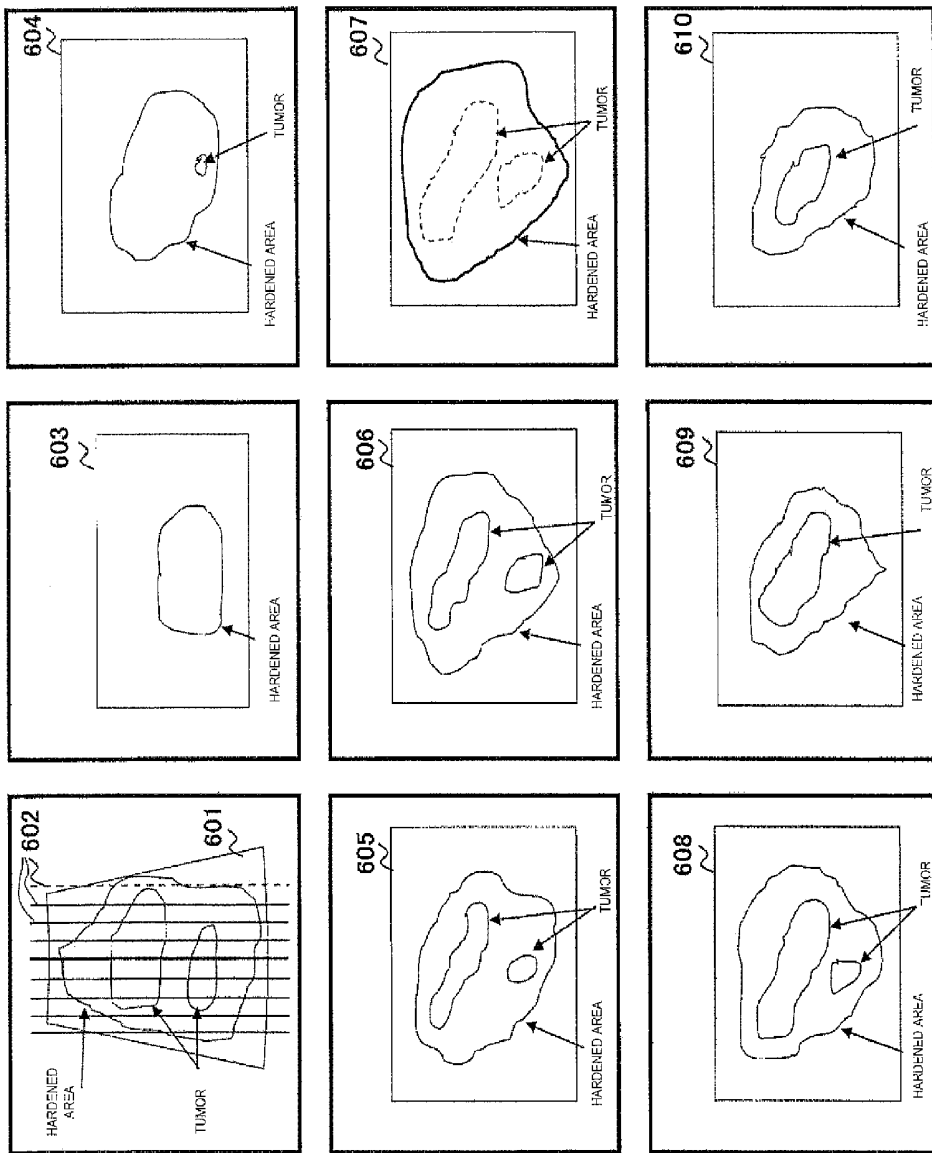 602
601
HARDENED
AREA
TUMOR
603
HARDENED AREA
604
HARDENED AREA
TUMOR
605
HARDENED AREA
TUMOR
606
HARDENED AREA
TUMOR
607
HARDENED AREA
TUMOR
608
HARDENED AREA
TUMOR
609
HARDENED AREA
TUMOR
610
HARDENED AREA
TUMOR